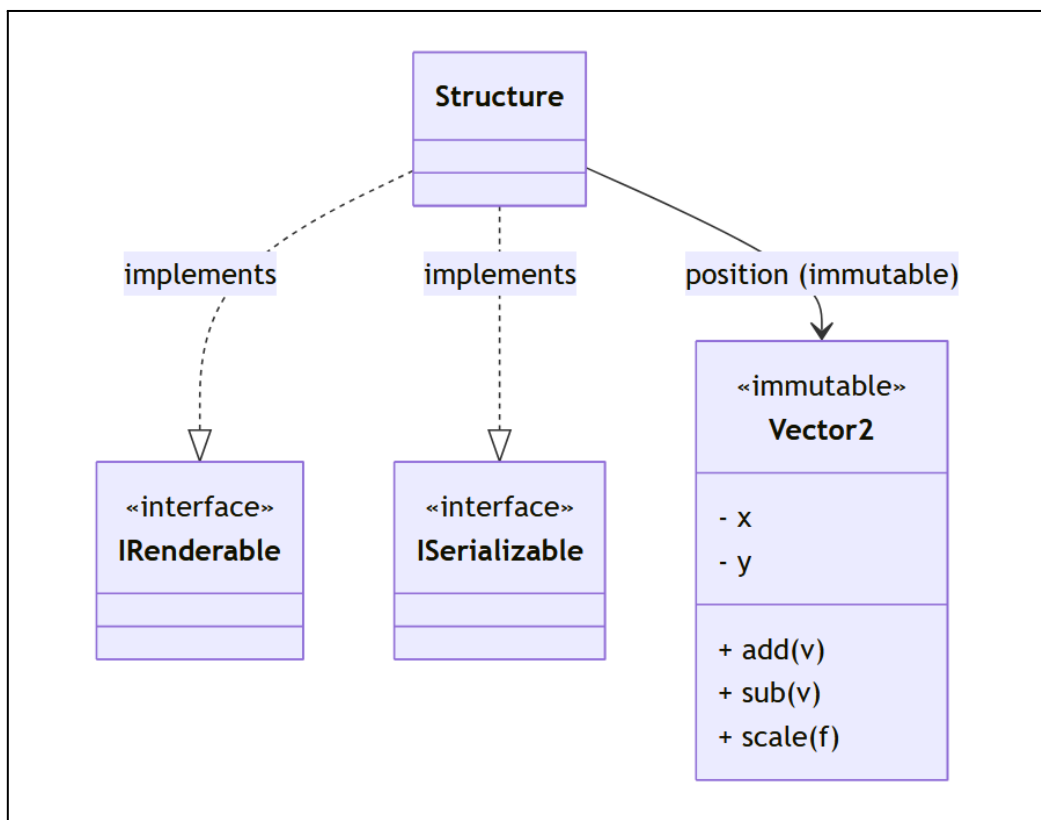 Structure
implements
implements
position (immutable)
«interface»
IRenderable
«interface»
ISerializable
«immutable»
Vector2
- x
- y
+ add(v)
+ sub(v)
+ scale(f)